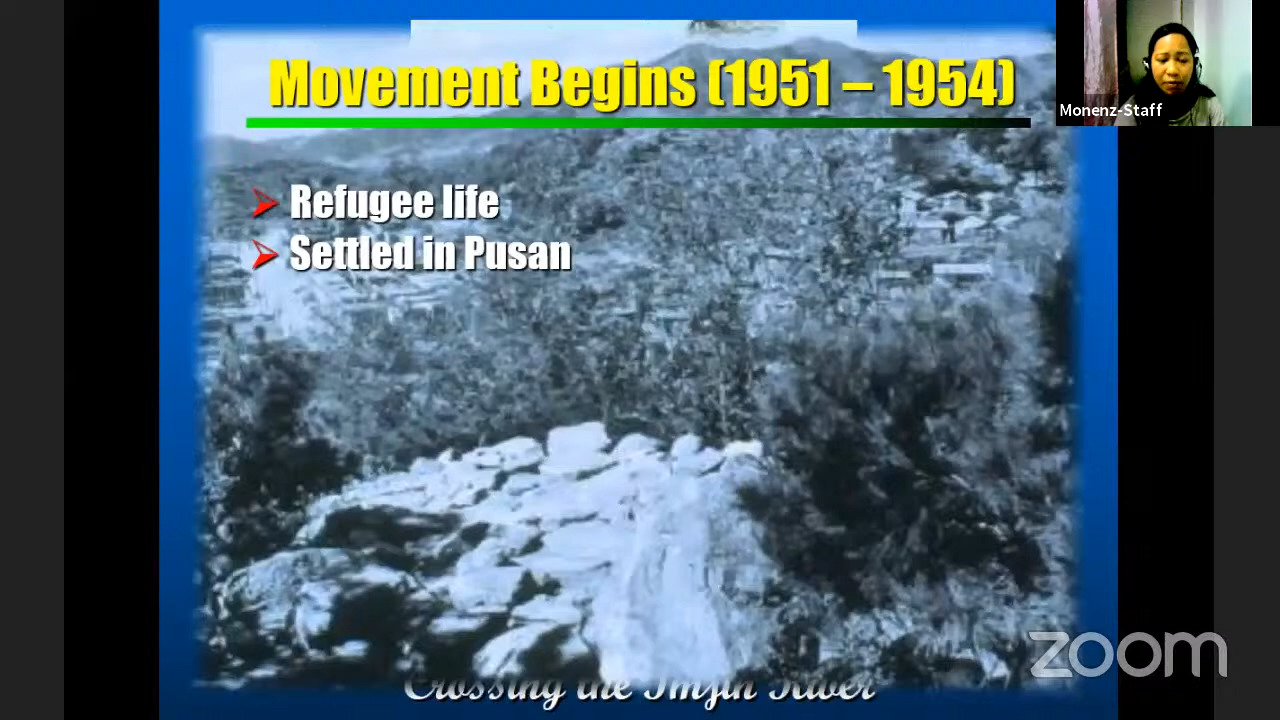 Movement Begins (1951 – 1954)
Monenz-Staff
Refugee life
Settled in Pusan
Crossing the Imjin River
zoom